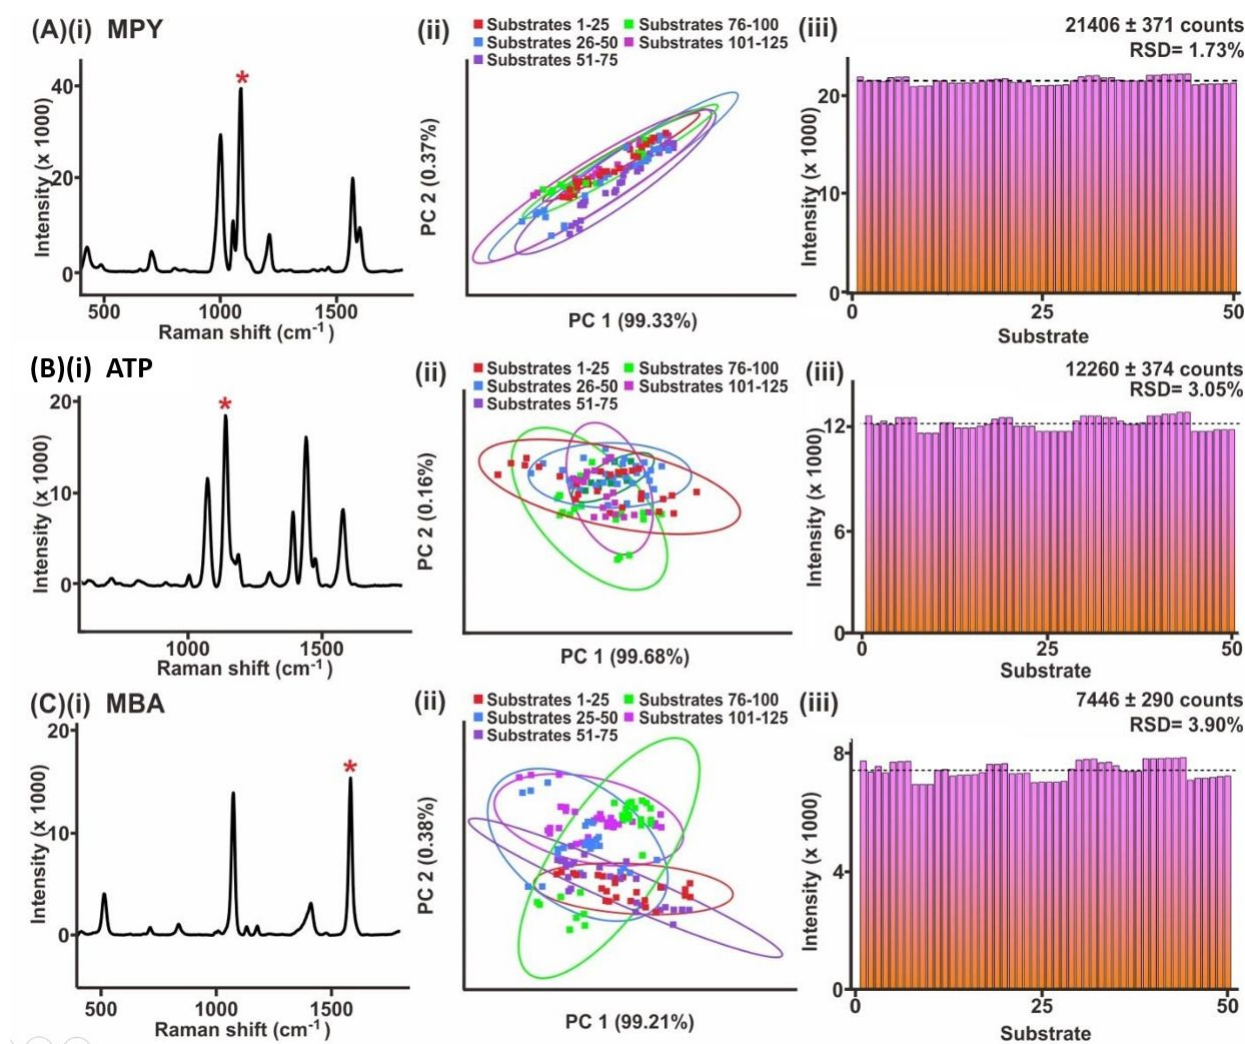 (A)(i) MPY
Intensity (x 1000)
40
20
0
*
500
1000
1500
Raman shift (cm-1)
(ii)
Substrates 1-25
Substrates 76-100
Substrates 26-50
Substrates 101-125
Substrates 51-75
PC 2 (0.37%)
PC 1 (99.33%)
(iii)
21406 ± 371 counts
RSD= 1.73%
Intensity (x 1000)
20
10
0
0
25
50
Substrate
(B)(i) ATP
Intensity (x 1000)
20
10
0
*
1000
1500
Raman shift (cm-1)
(ii)
Substrates 1-25
Substrates 76-100
Substrates 26-50
Substrates 101-125
Substrates 51-75
PC 2 (0.16%)
PC 1 (99.68%)
(iii)
12260 ± 374 counts
RSD= 3.05%
Intensity (x 1000)
12
6
0
0
25
50
Substrate
(C)(i) MBA
Intensity (x 1000)
20
10
0
*
500
1000
1500
Raman shift (cm-1)
(ii)
Substrates 1-25
Substrates 76-100
Substrates 25-50
Substrates 101-125
Substrates 51-75
PC 2 (0.38%)
PC 1 (99.21%)
(iii)
7446 ± 290 counts
RSD= 3.90%
Intensity (x 1000)
8
4
0
0
25
50
Substrate